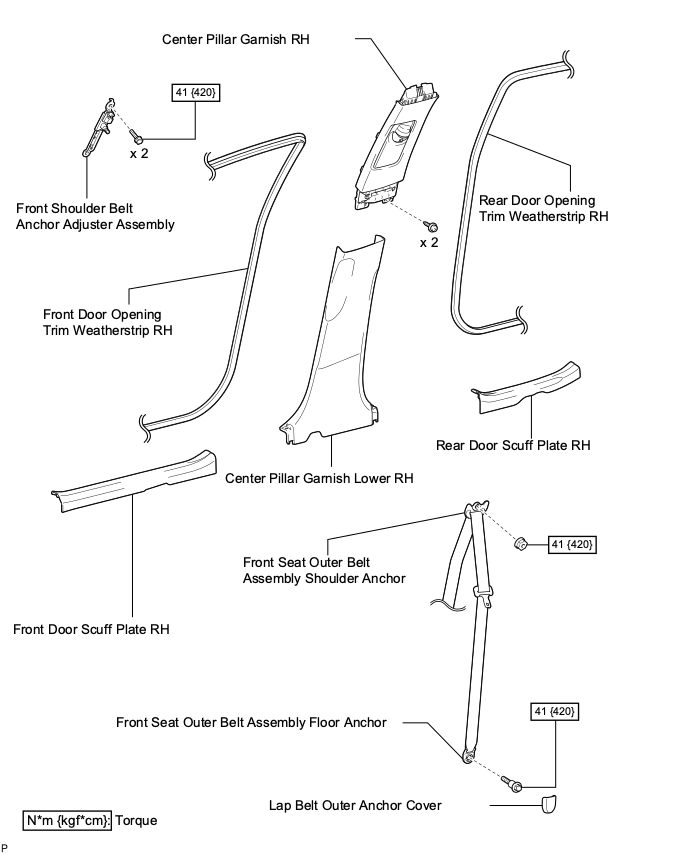 Center Pillar Garnish RH
41 {420}
x 2
Front Shoulder Belt
Anchor Adjuster Assembly
Rear Door Opening
Trim Weatherstrip RH
x 2
Front Door Opening
Trim Weatherstrip RH
Rear Door Scuff Plate RH
Center Pillar Garnish Lower RH
41 {420}
Front Seat Outer Belt
Assembly Shoulder Anchor
Front Door Scuff Plate RH
41 {420}
Front Seat Outer Belt Assembly Floor Anchor
Lap Belt Outer Anchor Cover
N*m {kgf*cm}: Torque
P